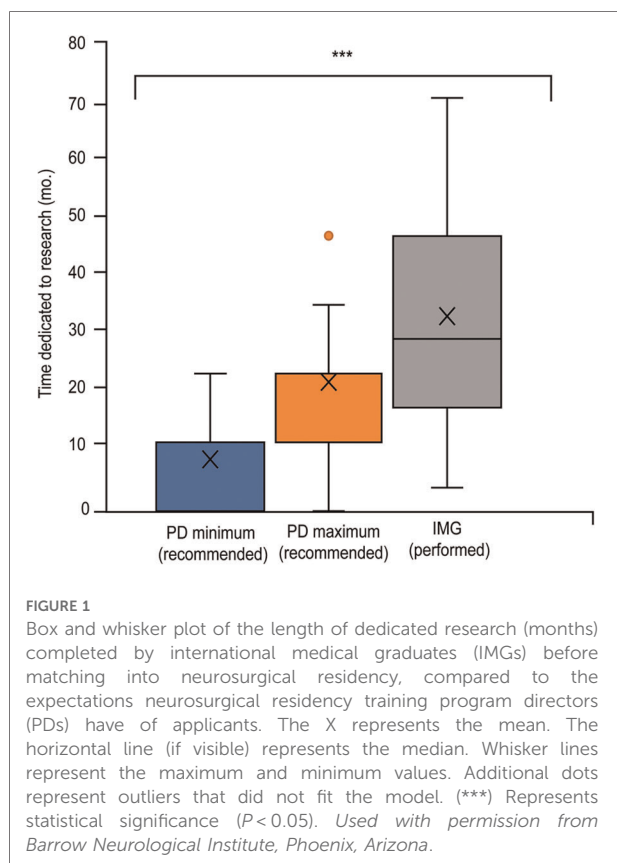 80
70
60
50
40
30
20
10
0
Time dedicated to research (mo.)
***
PD minimum
(recommended)
PD maximum
(recommended)
IMG
(performed)
FIGURE 1
Box and whisker plot of the length of dedicated research (months)
completed by international medical graduates (IMGs) before
matching into neurosurgical residency, compared to the
expectations neurosurgical residency training program directors
(PDs) have of applicants. The X represents the mean. The
horizontal line (if visible) represents the median. Whisker lines
represent the maximum and minimum values. Additional dots
represent outliers that did not fit the model. (***) Represents
statistical significance (P < 0.05). Used with permission from
Barrow Neurological Institute, Phoenix, Arizona.